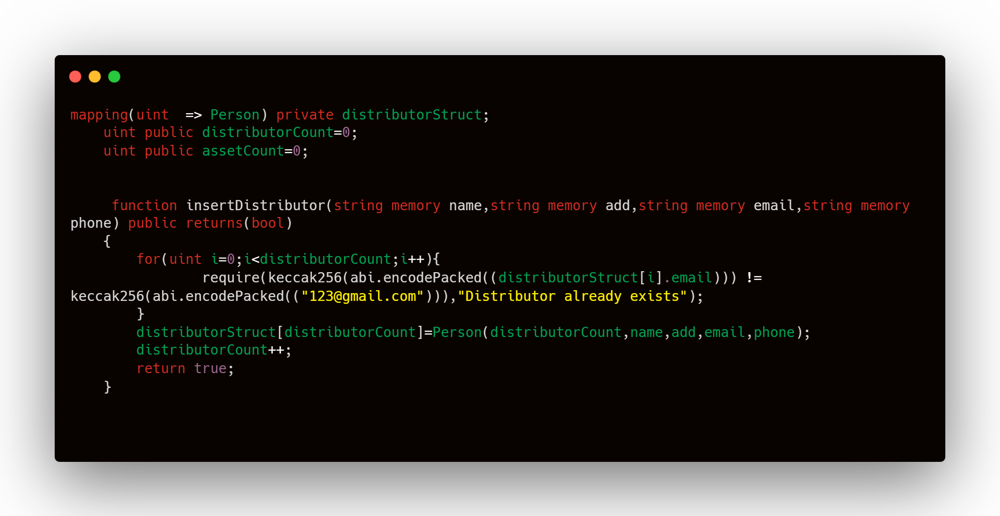 mapping(uint  => Person) private distributorStruct;
    uint public distributorCount=0;
    uint public assetCount=0;
     function insertDistributor(string memory name,string memory add,string memory email,string memory
phone) public returns(bool)
    {
        for(uint i=0;i<distributorCount;i++){
                require(keccak256(abi.encodePacked((distributorStruct[i].email))) !=
keccak256(abi.encodePacked(("123@gmail.com"))),"Distributor already exists");
        }
        distributorStruct[distributorCount]=Person(distributorCount,name,add,email,phone);
        distributorCount++;
        return true;
    }